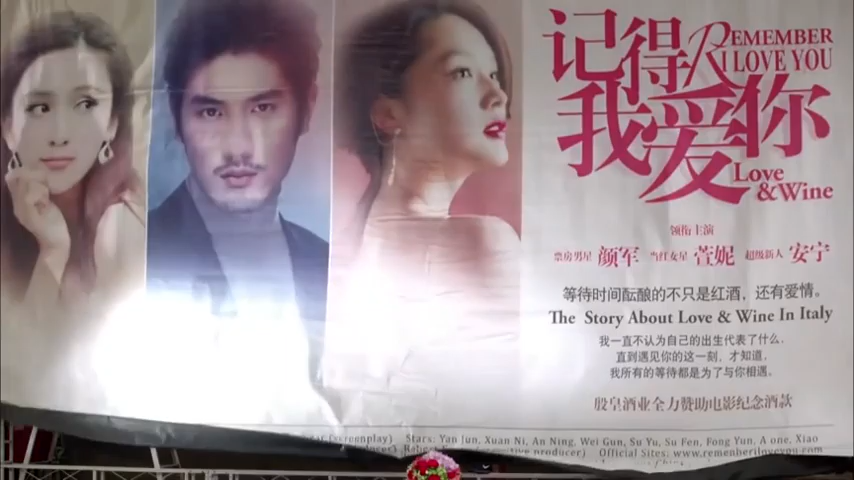 记得
REMEMBER
I LOVE YOU
我爱你
Love
&Wine
领衔主演
票房男星 颜军 当红女星 萱妮 超级新人 安宁
等待时间酝酿的不只是红酒，还有爱情。
The Story About Love & Wine In Italy
我一直不认为自己的出生代表了什么，
直到遇见你的这一刻，才知道，
我所有的等待都是为了与你相遇。
殷皇酒业全力赞助电影纪念酒款
(screenplay) Stars: Yan Jun, Xuan Ni, An Ning, Wei Gun, Su Yu, Su Fen, Fong Yun, A one, Xiao
producer) Official Sites: www.rememberiloveyou.com